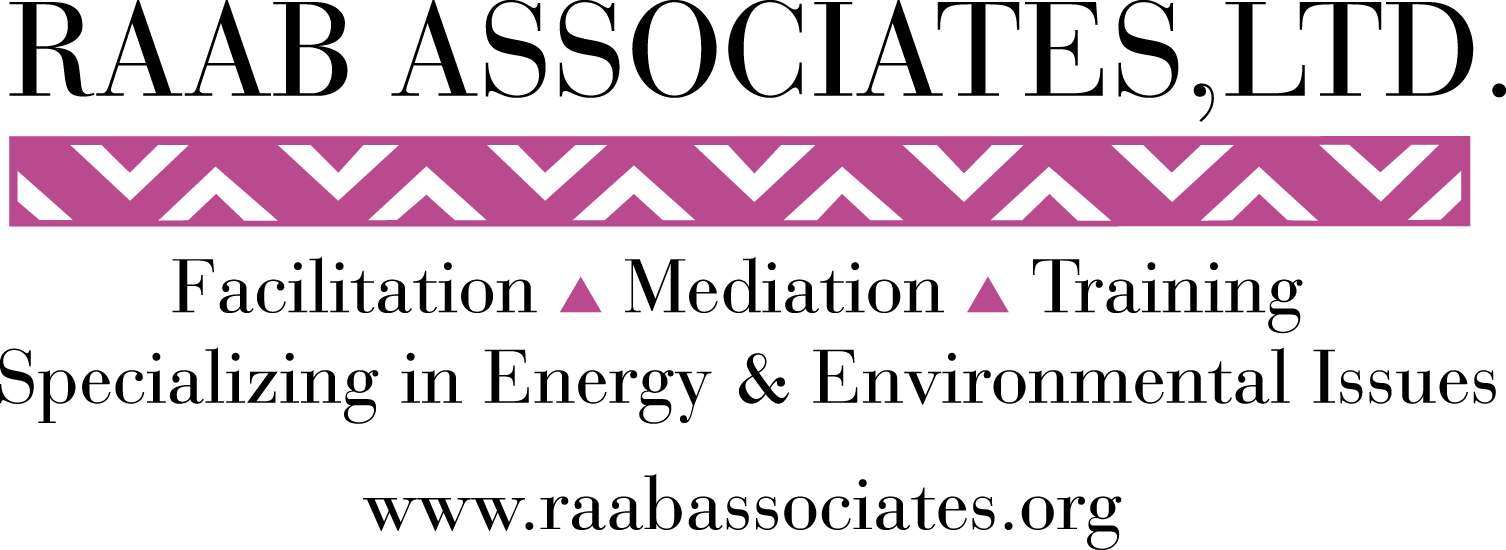 RAAB ASSOCIATES,LTD.
Facilitation ▲ Mediation ▲ Training
Specializing in Energy & Environmental Issues
www.raabassociates.org